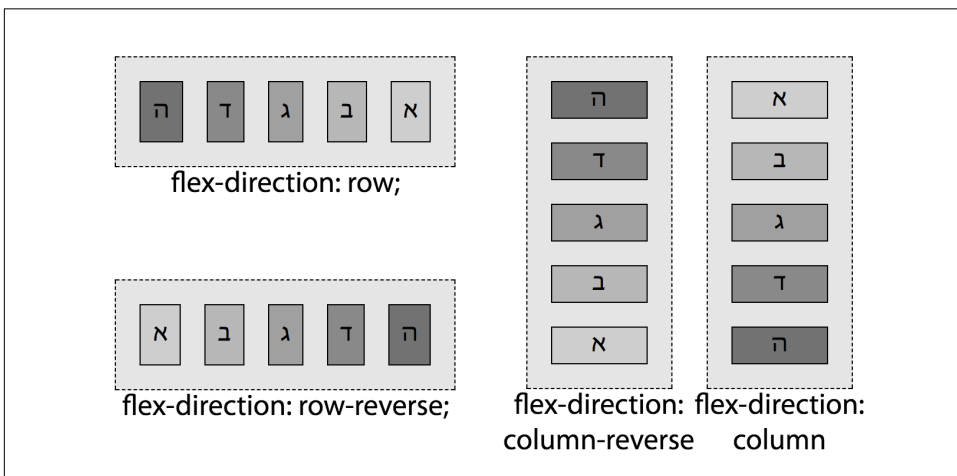 א ב ג ד ה
flex-direction: row;
ה ד ג ב א
flex-direction: row-reverse;
ה
ד
ג
ב
א
flex-direction:
column-reverse
א
ב
ג
ד
ה
flex-direction:
column